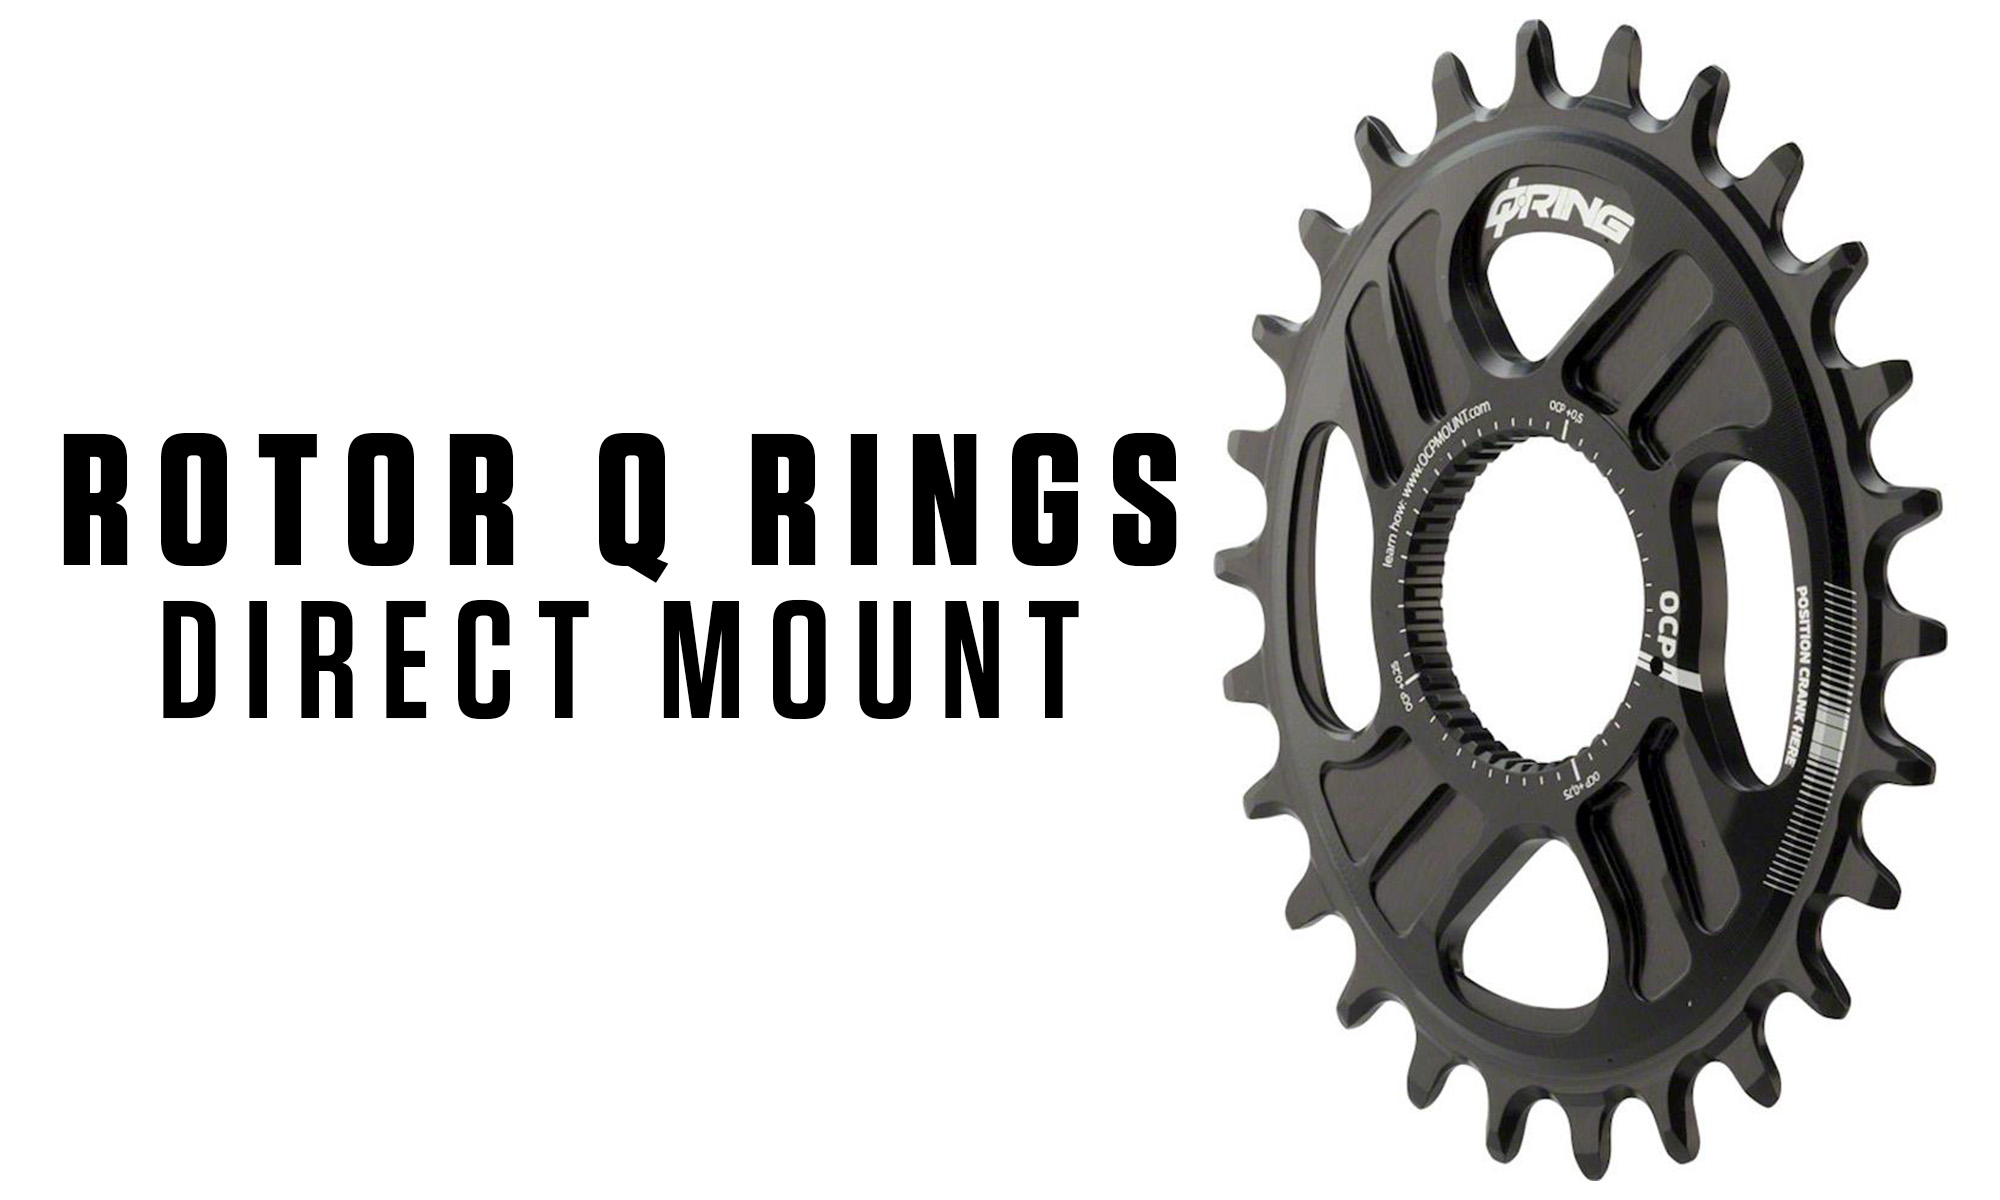 ROTOR Q RINGS
DIRECT MOUNT
QRING
learn how: www.OCPMOUNT.com
OCP +0,5
OCP
OCP +0,25
OCP +0,75
POSITION CRANK HERE